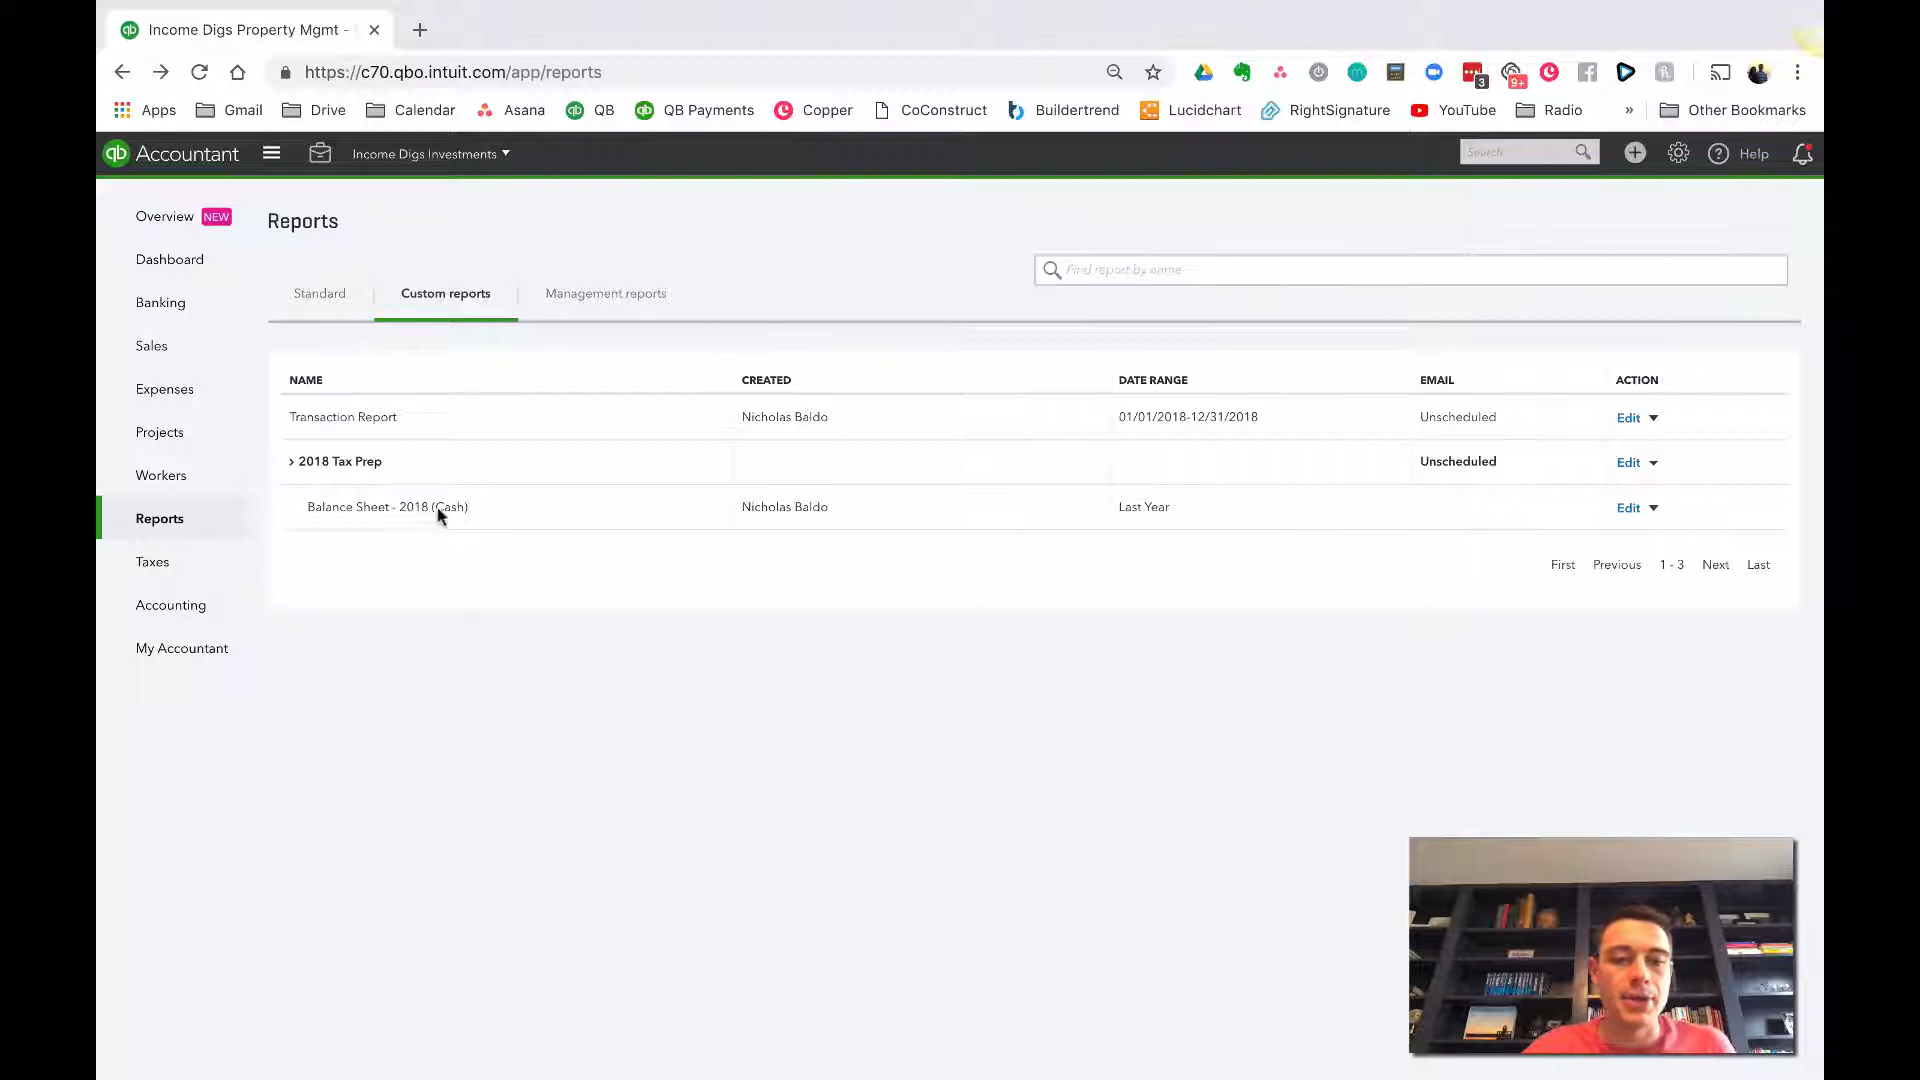 Income Digs Property Mgmt -
https://c70.qbo.intuit.com/app/reports
3
9+
Apps Gmail Drive Calendar Asana QB QB Payments Copper CoConstruct Buildertrend Lucidchart RightSignature YouTube Radio » Other Bookmarks
qb Accountant Income Digs Investments Search Help
Overview NEW
Dashboard
Banking
Sales
Expenses
Projects
Workers
Reports
Taxes
Accounting
My Accountant
Reports
Find report by name
Standard Custom reports Management reports
NAME CREATED DATE RANGE EMAIL ACTION
Transaction Report Nicholas Baldo 01/01/2018-12/31/2018 Unscheduled Edit
2018 Tax Prep Unscheduled Edit
Balance Sheet - 2018 (Cash) Nicholas Baldo Last Year Edit
First Previous 1 - 3 Next Last